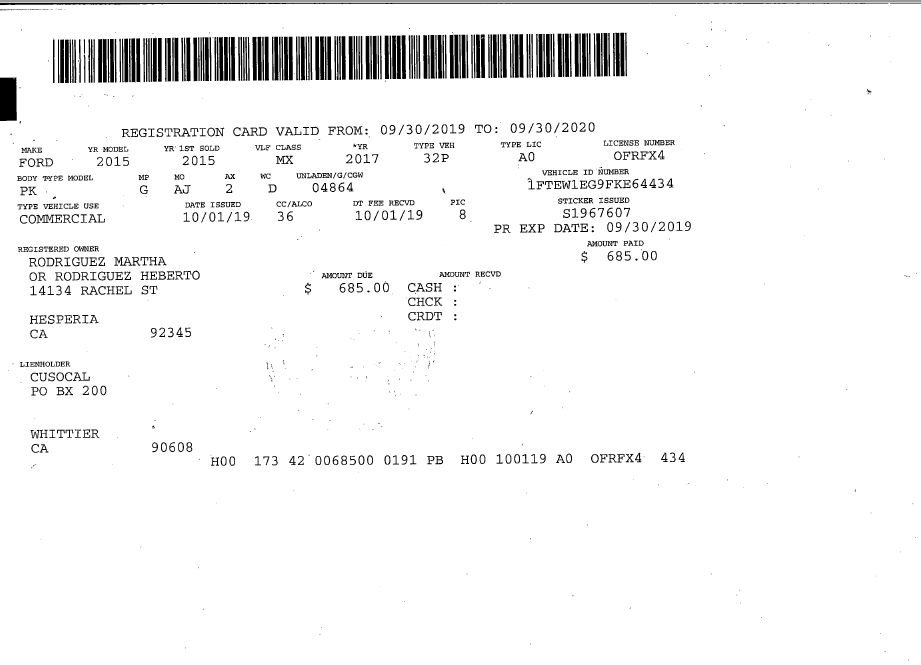 REGISTRATION CARD VALID FROM: 09/30/2019 TO: 09/30/2020
MAKE YR MODEL YR 1ST SOLD VLF CLASS *YR TYPE VEH TYPE LIC LICENSE NUMBER
FORD 2015 2015 MX 2017 32P A0 OFRFX4
BODY TYPE MODEL MP MO AX WC UNLADEN/G/CGW VEHICLE ID NUMBER
PK G AJ 2 D 04864 1FTEW1EG9FKE64434
TYPE VEHICLE USE DATE ISSUED CC/ALCO DT FEE RECVD PIC STICKER ISSUED
COMMERCIAL 10/01/19 36 10/01/19 8 S1967607
PR EXP DATE: 09/30/2019
REGISTERED OWNER AMOUNT PAID
RODRIGUEZ MARTHA $ 685.00
OR RODRIGUEZ HEBERTO AMOUNT DUE AMOUNT RECVD
14134 RACHEL ST $ 685.00 CASH :
CHCK :
HESPERIA CRDT :
CA 92345
LIENHOLDER
CUSOCAL
PO BX 200
WHITTIER
CA 90608
H00 173 42 0068500 0191 PB H00 100119 A0 OFRFX4 434